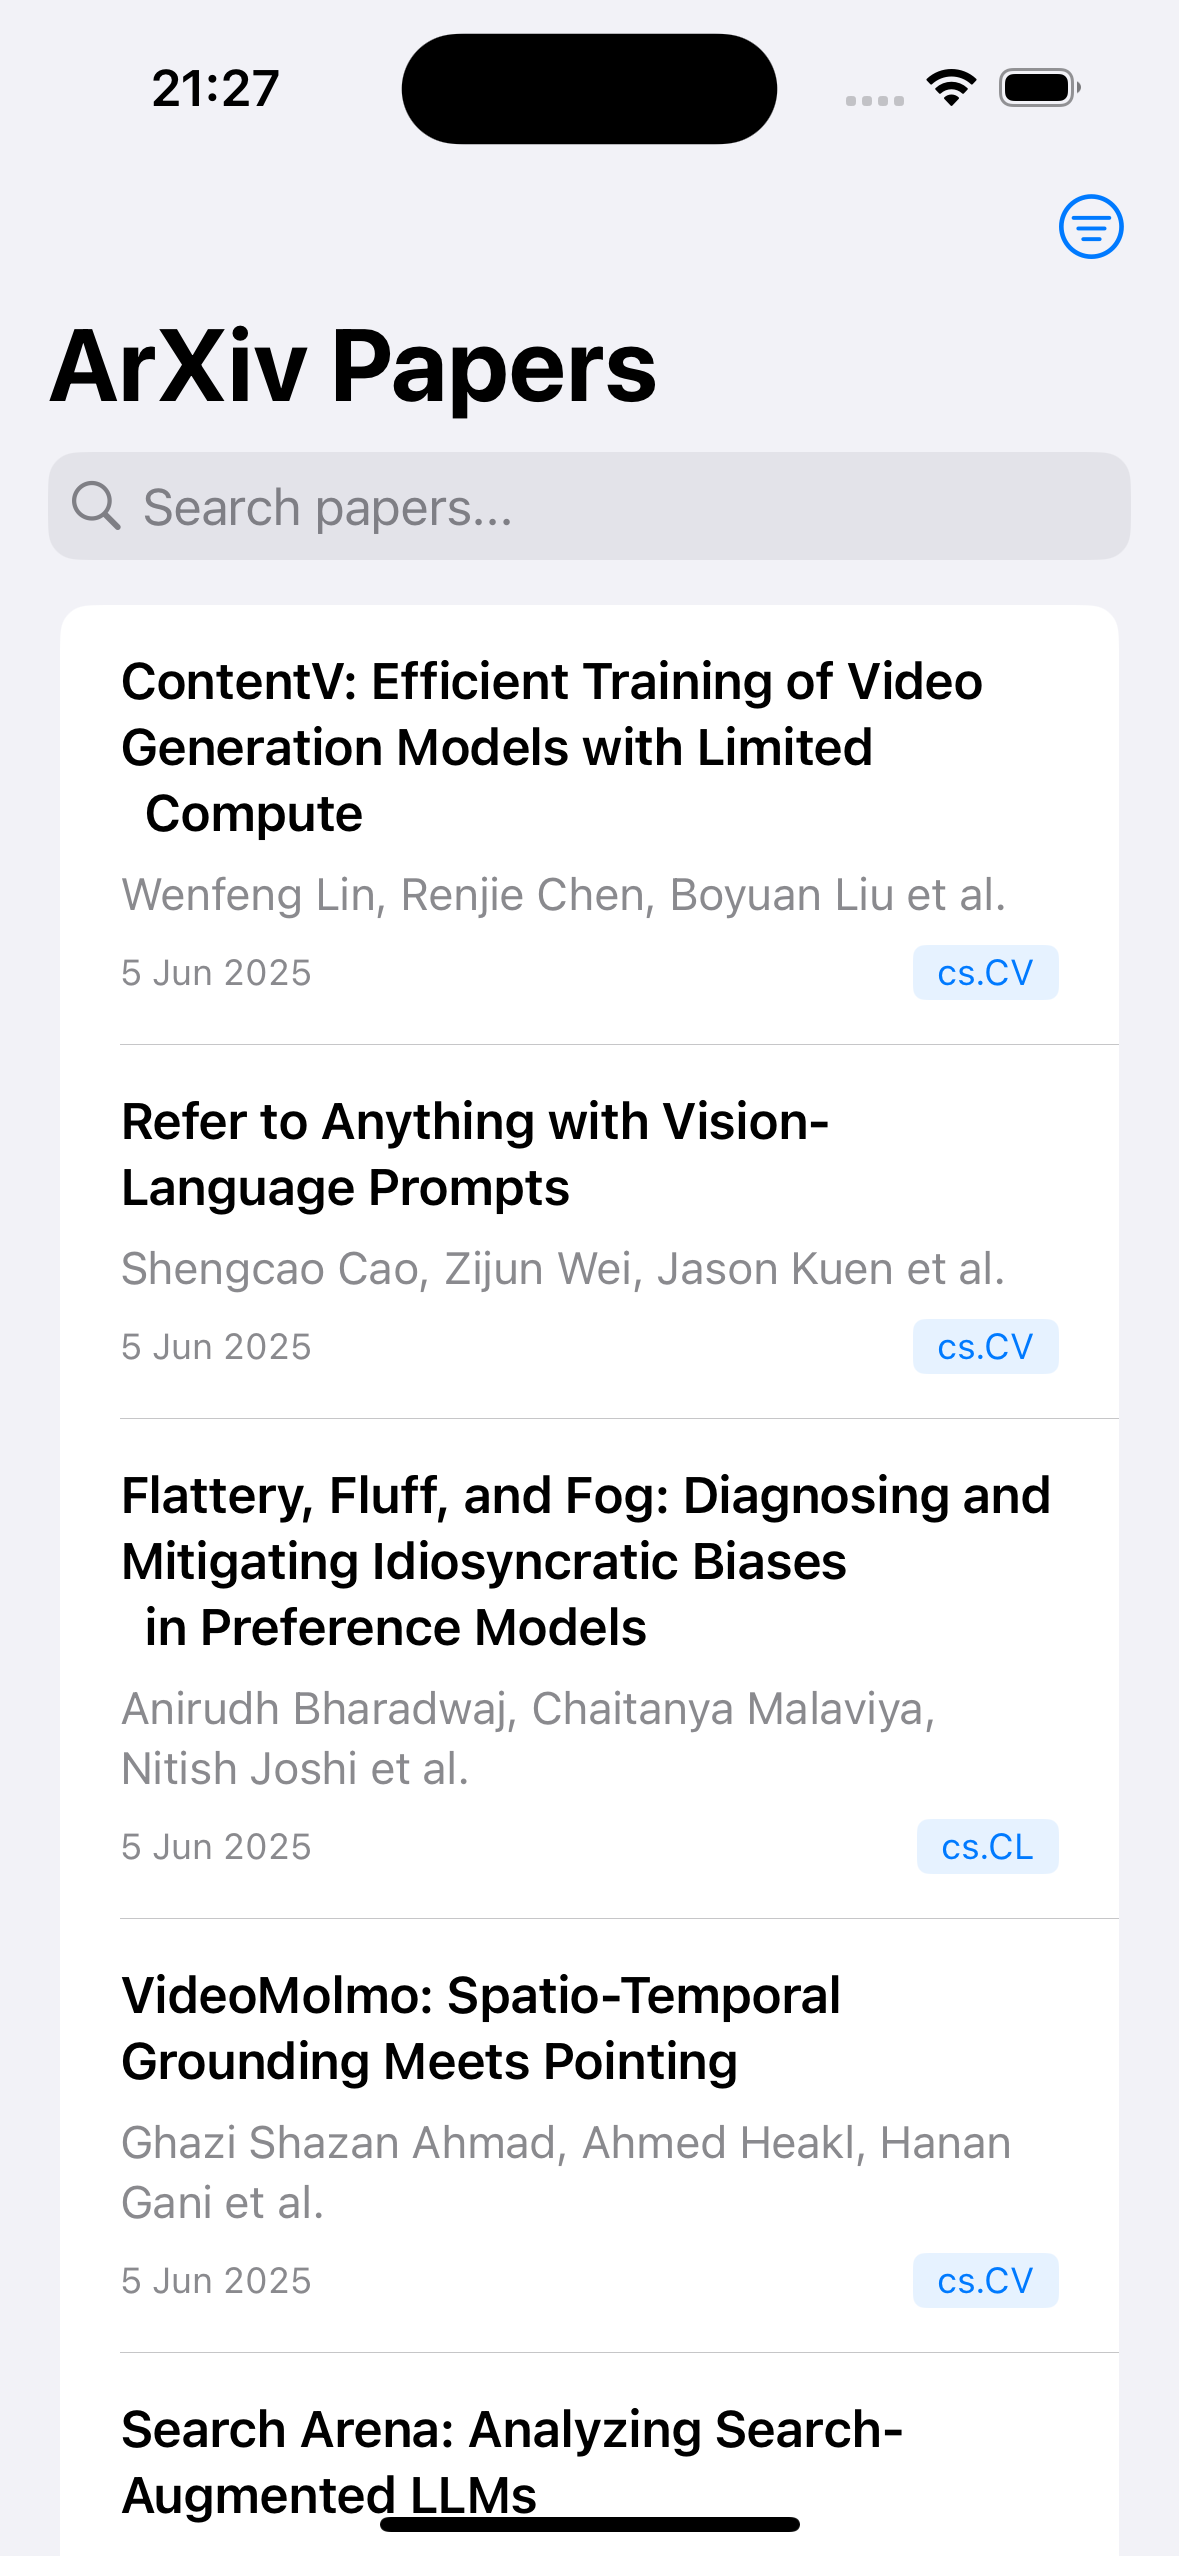 21:27
ArXiv Papers
Search papers...
ContentV: Efficient Training of Video
Generation Models with Limited
Compute
Wenfeng Lin, Renjie Chen, Boyuan Liu et al.
5 Jun 2025
cs.CV
Refer to Anything with Vision-
Language Prompts
Shengcao Cao, Zijun Wei, Jason Kuen et al.
5 Jun 2025
cs.CV
Flattery, Fluff, and Fog: Diagnosing and
Mitigating Idiosyncratic Biases
in Preference Models
Anirudh Bharadwaj, Chaitanya Malaviya,
Nitish Joshi et al.
5 Jun 2025
cs.CL
VideoMolmo: Spatio-Temporal
Grounding Meets Pointing
Ghazi Shazan Ahmad, Ahmed Heakl, Hanan
Gani et al.
5 Jun 2025
cs.CV
Search Arena: Analyzing Search-
Augmented LLMs